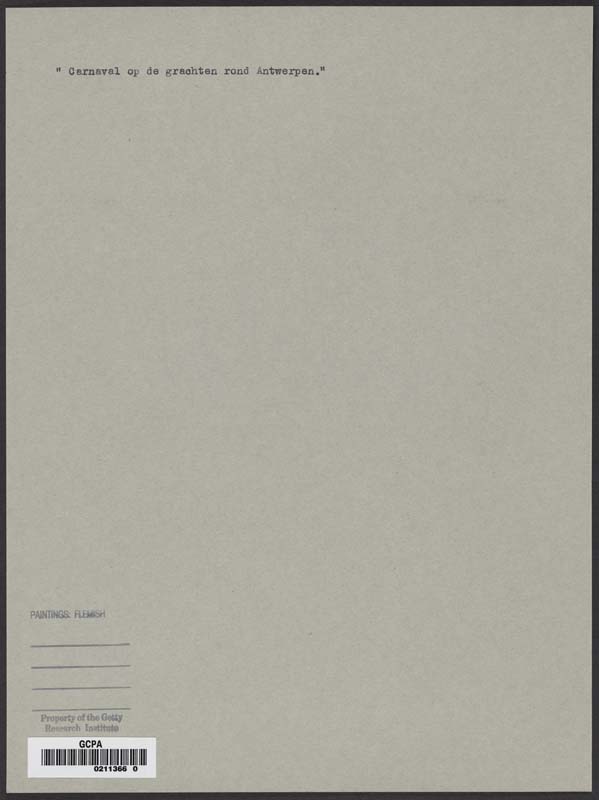 " Carnaval op de grachten rond Antwerpen."
PAINTINGS: FLEMISH
Property of the Getty
Research Institute
GCPA
0211366 0